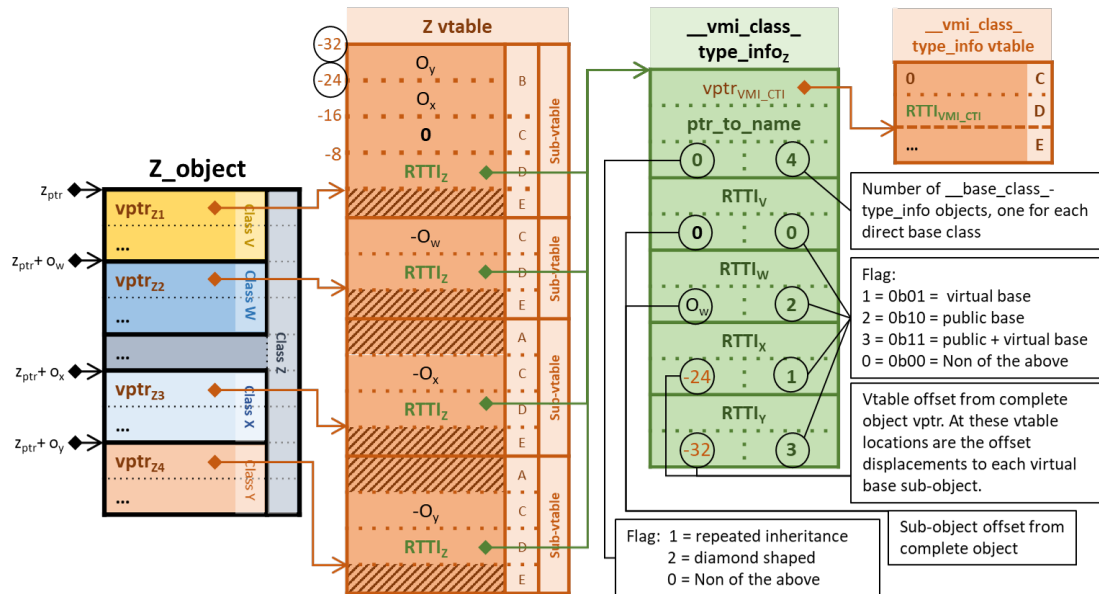 Z_object
z_ptr
z_ptr + o_w
z_ptr + o_x
z_ptr + o_y
vptr_Z1
...
Class V
vptr_Z2
...
Class W
...
Class Z
vptr_Z3
...
Class X
vptr_Z4
...
Class Y
Z vtable
-32
O_y
-24
B
O_x
-16
0
C
-8
RTTI_Z
D
E
Sub-vtable
-O_w
C
RTTI_Z
D
E
Sub-vtable
A
-O_x
C
RTTI_Z
D
E
Sub-vtable
A
-O_y
C
RTTI_Z
D
E
Sub-vtable
__vmi_class_
type_info_Z
vptr_VMI_CTI
ptr_to_name
0
4
RTTI_V
0
0
RTTI_W
O_w
2
RTTI_X
-24
1
RTTI_Y
-32
3
__vmi_class_
type_info vtable
0
C
RTTI_VMI_CTI
D
...
E
Number of __base_class_-
type_info objects, one for each
direct base class
Flag:
1 = 0b01 = virtual base
2 = 0b10 = public base
3 = 0b11 = public + virtual base
0 = 0b00 = Non of the above
Vtable offset from complete
object vptr. At these vtable
locations are the offset
displacements to each virtual
base sub-object.
Sub-object offset from
complete object
Flag: 1 = repeated inheritance
2 = diamond shaped
0 = Non of the above